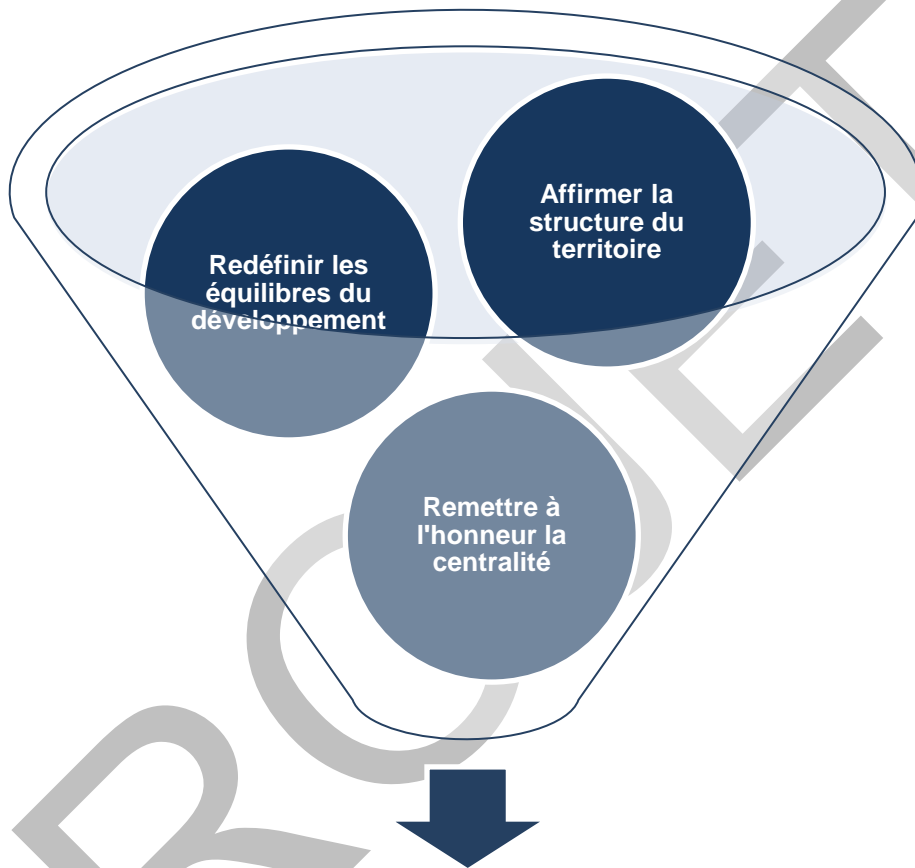 Affirmer la
structure du
territoire
Redéfinir les
équilibres du
développement
Remettre à
l'honneur la
centralité